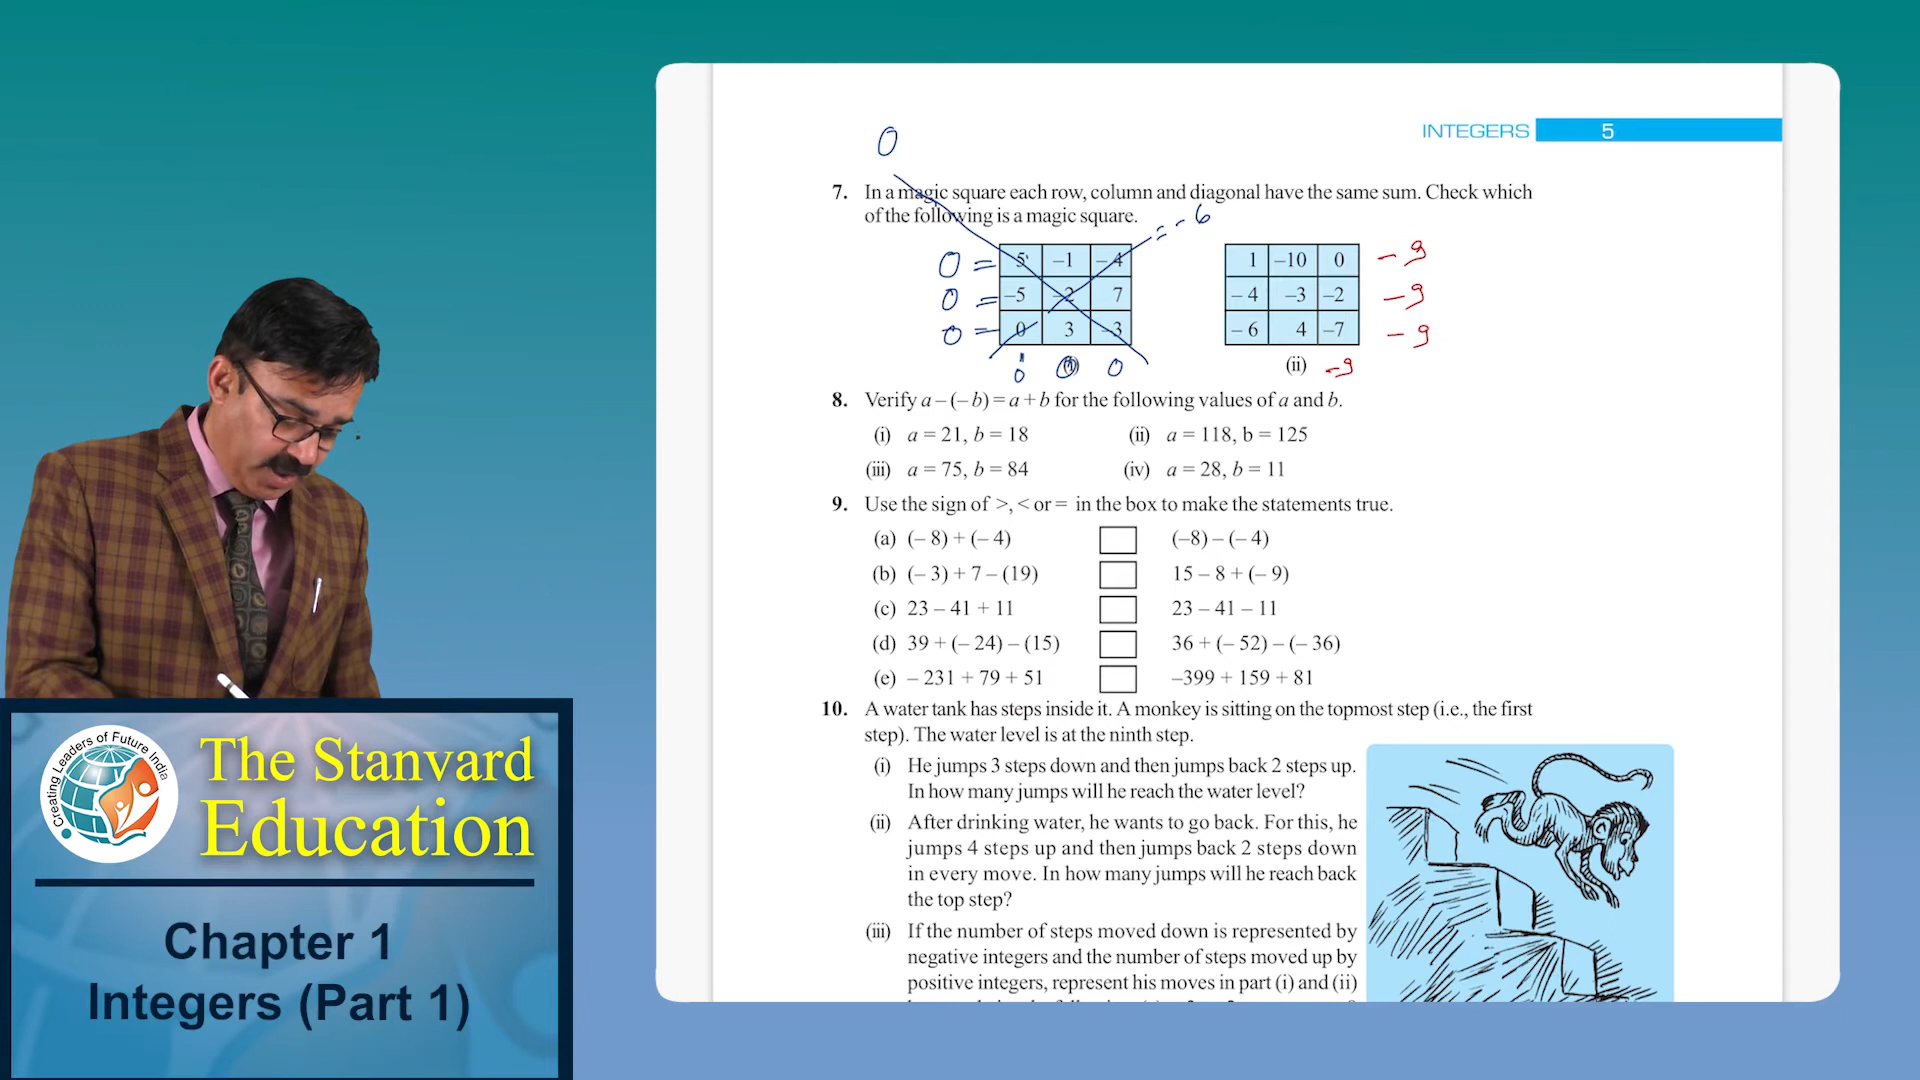 INTEGERS 5
0
7. In a magic square each row, column and diagonal have the same sum. Check which
of the following is a magic square.
= - 6
0 = 5 –1 – 4
0 = –5 –2 7
0 = 0 3 –3
0 0
1 –10 0 - 9
– 4 –3 –2 - 9
– 6 4 –7 - 9
(ii) - 9
8. Verify a – (– b) = a + b for the following values of a and b.
(i) a = 21, b = 18 (ii) a = 118, b = 125
(iii) a = 75, b = 84 (iv) a = 28, b = 11
9. Use the sign of >, < or = in the box to make the statements true.
(a) (– 8) + (– 4) (–8) – (– 4)
(b) (– 3) + 7 – (19) 15 – 8 + (– 9)
(c) 23 – 41 + 11 23 – 41 – 11
(d) 39 + (– 24) – (15) 36 + (– 52) – (– 36)
(e) – 231 + 79 + 51 –399 + 159 + 81
10. A water tank has steps inside it. A monkey is sitting on the topmost step (i.e., the first
step). The water level is at the ninth step.
(i) He jumps 3 steps down and then jumps back 2 steps up.
In how many jumps will he reach the water level?
(ii) After drinking water, he wants to go back. For this, he
jumps 4 steps up and then jumps back 2 steps down
in every move. In how many jumps will he reach back
the top step?
(iii) If the number of steps moved down is represented by
negative integers and the number of steps moved up by
positive integers, represent his moves in part (i) and (ii)
Creating Leaders of Future India
The Stanvard
Education
Chapter 1
Integers (Part 1)